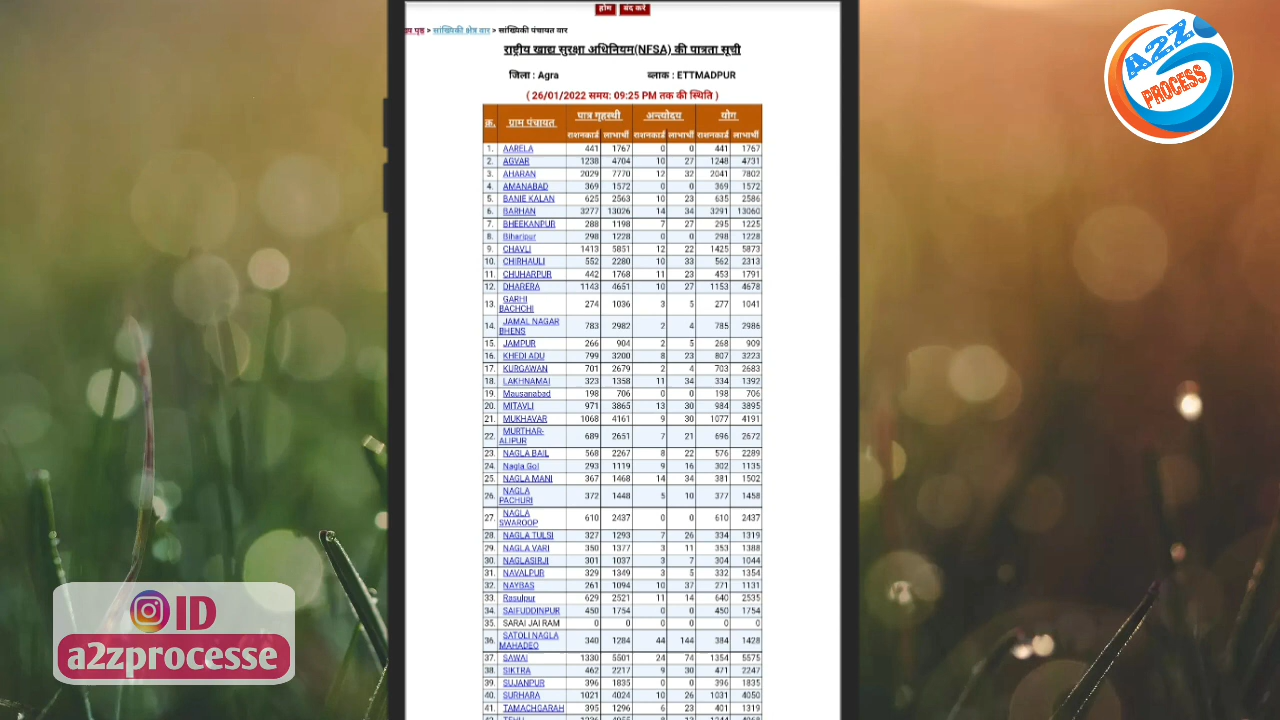 होम बंद करे
मुख्य पृष्ठ > सांख्यिकी क्षेत्र वार > सांख्यिकी पंचायत वार
राष्ट्रीय खाद्य सुरक्षा अधिनियम(NFSA) की पात्रता सूची
जिला : Agra ब्लाक : ETTMADPUR
( 26/01/2022 समय: 09:25 PM तक की स्थिति )
क्र. ग्राम पंचायत पात्र गृहस्थी अन्त्योदय योग
राशनकार्ड लाभार्थी राशनकार्ड लाभार्थी राशनकार्ड लाभार्थी
1. AARELA 441 1767 0 0 441 1767
2. AGVAR 1238 4704 10 27 1248 4731
3. AHARAN 2029 7770 12 32 2041 7802
4. AMANABAD 369 1572 0 0 369 1572
5. BANIE KALAN 625 2563 10 23 635 2586
6. BARHAN 3277 13026 14 34 3291 13060
7. BHEEKANPUR 288 1198 7 27 295 1225
8. Biharipur 298 1228 0 0 298 1228
9. CHAVLI 1413 5851 12 22 1425 5873
10. CHIRHAULI 552 2280 10 33 562 2313
11. CHUHARPUR 442 1768 11 23 453 1791
12. DHARERA 1143 4651 10 27 1153 4678
13. GARHI BACHCHI 274 1036 3 5 277 1041
14. JAMAL NAGAR BHENS 783 2982 2 4 785 2986
15. JAMPUR 266 904 2 5 268 909
16. KHEDI ADU 799 3200 8 23 807 3223
17. KURGAWAN 701 2679 2 4 703 2683
18. LAKHNAMAI 323 1358 11 34 334 1392
19. Mausanabad 198 706 0 0 198 706
20. MITAVLI 971 3865 13 30 984 3895
21. MUKHAVAR 1068 4161 9 30 1077 4191
22. MURTHAR-ALIPUR 689 2651 7 21 696 2672
23. NAGLA BAIL 568 2267 8 22 576 2289
24. Nagla Gol 293 1119 9 16 302 1135
25. NAGLA MANI 367 1468 14 34 381 1502
26. NAGLA PACHURI 372 1448 5 10 377 1458
27. NAGLA SWAROOP 610 2437 0 0 610 2437
28. NAGLA TULSI 327 1293 7 26 334 1319
29. NAGLA VARI 350 1377 3 11 353 1388
30. NAGLASIRJI 301 1037 3 7 304 1044
31. NAVALPUR 329 1349 3 5 332 1354
32. NAYBAS 261 1094 10 37 271 1131
33. Rasulpur 629 2521 11 14 640 2535
34. SAIFUDDINPUR 450 1754 0 0 450 1754
35. SARAI JAI RAM 0 0 0 0 0 0
36. SATOLI NAGLA MAHADEO 340 1284 44 144 384 1428
37. SAWAI 1330 5501 24 74 1354 5575
38. SIKTRA 462 2217 9 30 471 2247
39. SUJANPUR 396 1835 0 0 396 1835
40. SURHARA 1021 4024 10 26 1031 4050
41. TAMACHGARAH 395 1296 6 23 401 1319
A2Z
PROCESS
ID
a2zprocesse